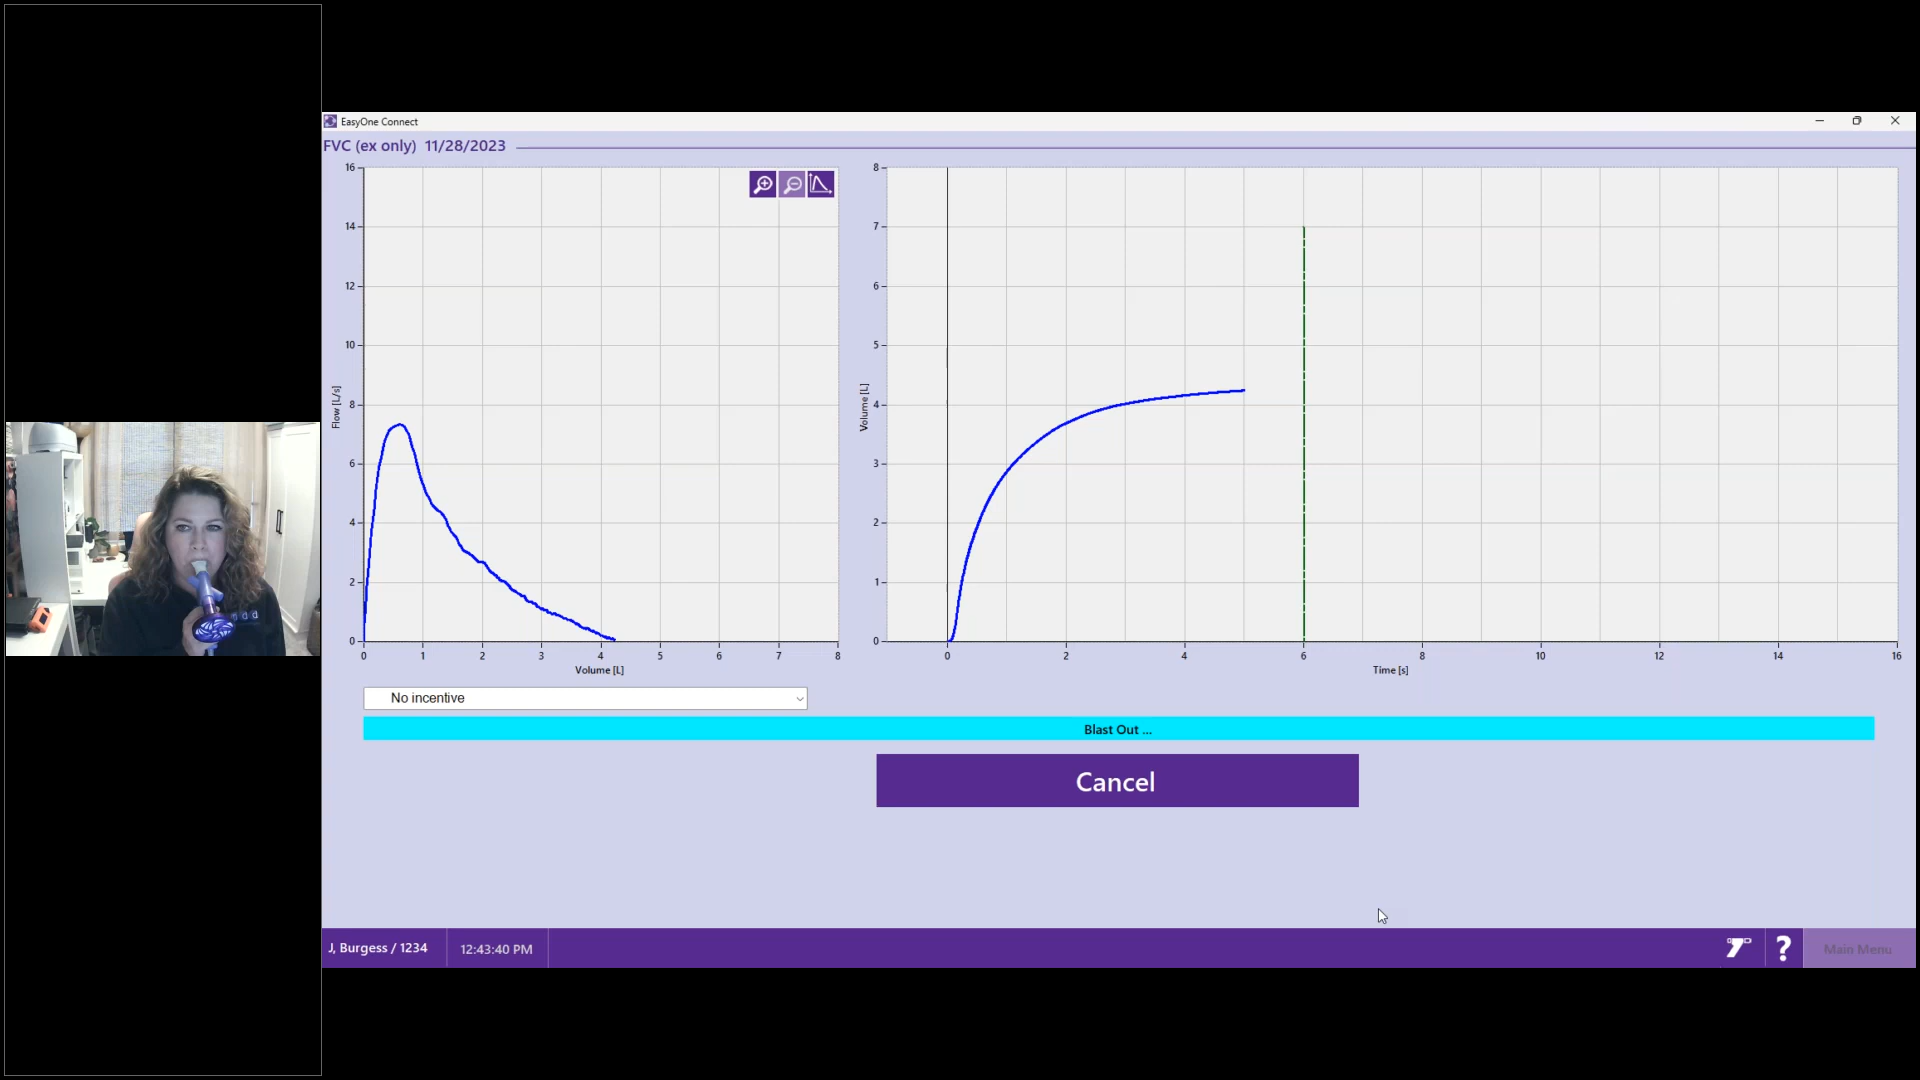 EasyOne Connect
FVC (ex only) 11/28/2023
16
14
12
10
8
6
4
2
0
Flow [L/s]
0 1 2 3 4 5 6 7 8
Volume [L]
8
7
6
5
4
3
2
1
0
Volume [L]
0 2 4 6 8 10 12 14 16
Time [s]
No incentive
Blast Out ...
Cancel
J, Burgess / 1234
12:43:40 PM
?
Main Menu